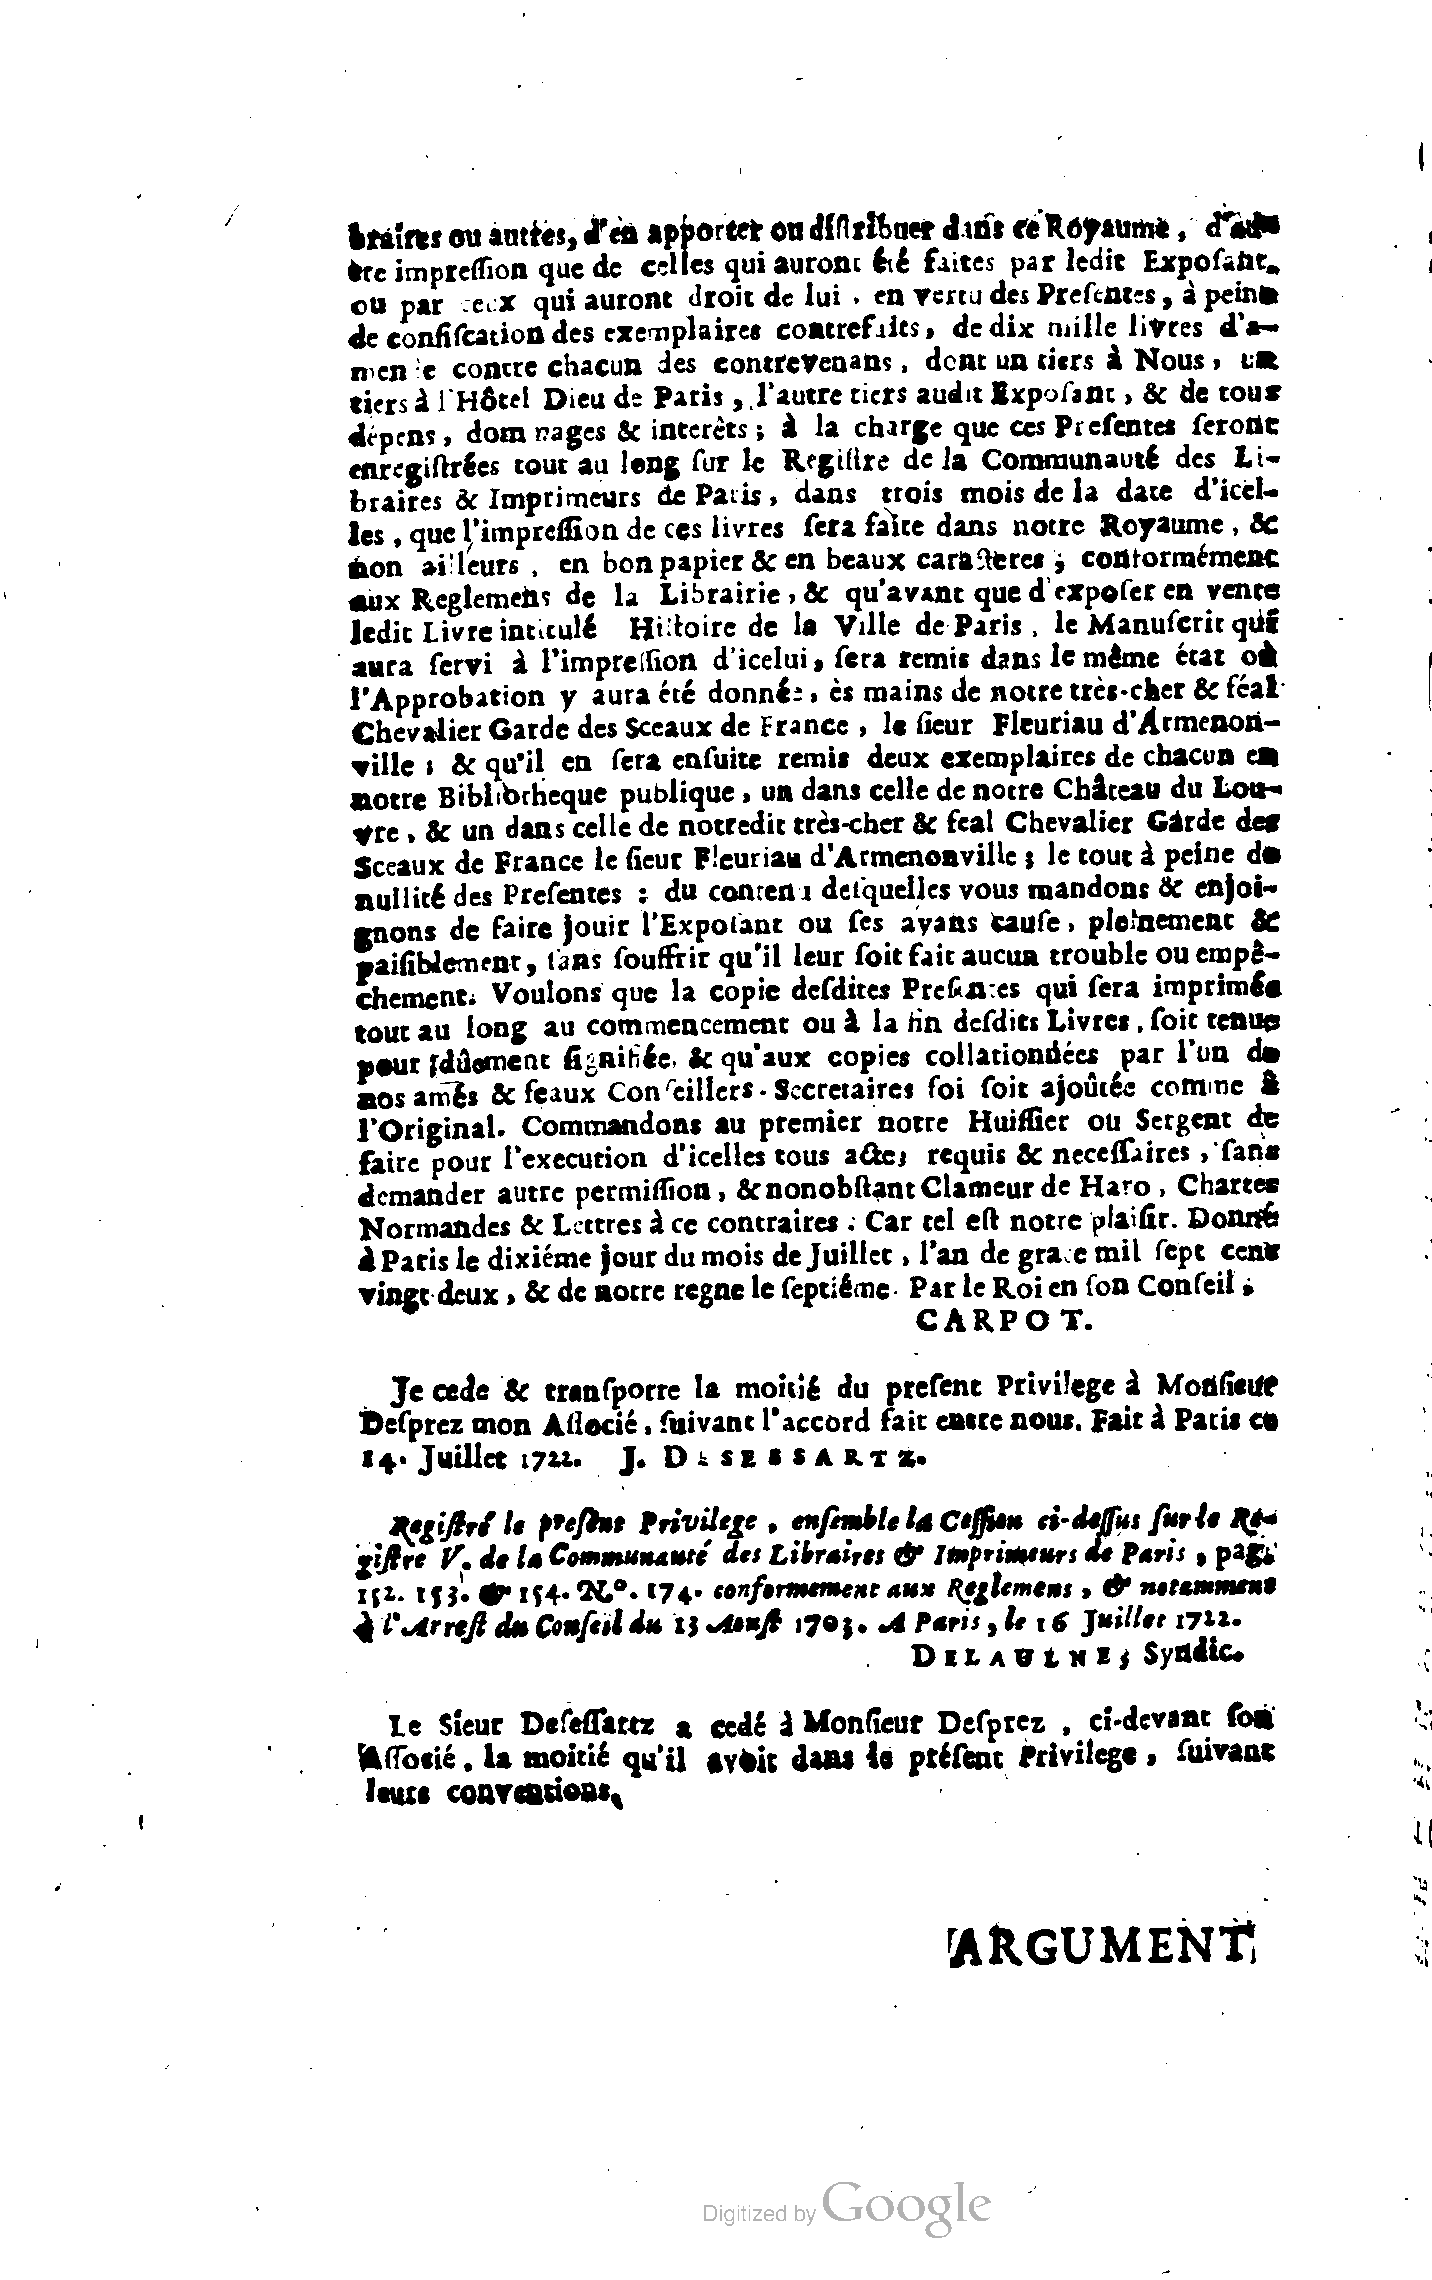 braires ou autres, d'en apporter ou distribuer dans ce Royaume, d'au-
tre impreſſion que de celles qui auront été faites par ledit Expoſant,
ou par ceux qui auront droit de lui, en vertu des Preſentes, à peine
de confiſcation des exemplaires contrefaits, de dix mille livres d'a-
mende contre chacun des contrevenans, dont un tiers à Nous, un
tiers à l'Hôtel Dieu de Paris, l'autre tiers audit Expoſant, & de tous
dépens, dommages & interêts; à la charge que ces Preſentes ſeront
enregiſtrées tout au long ſur le Regiſtre de la Communauté des Li-
braires & Imprimeurs de Paris, dans trois mois de la date d'icel-
les, que l'impreſſion de ces livres ſera faite dans notre Royaume, &
non ailleurs, en bon papier & en beaux caracteres; conformément
aux Reglemens de la Librairie, & qu'avant que d'expoſer en vente
ledit Livre intitulé Hiſtoire de la Ville de Paris, le Manuſcrit qui
aura ſervi à l'impreſſion d'icelui, ſera remis dans le même état où
l'Approbation y aura été donnée, ès mains de notre très-cher & féal
Chevalier Garde des Sceaux de France, le ſieur Fleuriau d'Armenon-
ville; & qu'il en ſera enſuite remis deux exemplaires de chacun en
notre Bibliotheque publique, un dans celle de notre Château du Lou-
vre, & un dans celle de notredit très-cher & feal Chevalier Garde des
Sceaux de France le ſieur Fleuriau d'Armenonville; le tout à peine de
nullité des Preſentes: du contenu deſquelles vous mandons & enjoi-
gnons de faire jouir l'Expoſant ou ſes ayans cauſe, pleinement &
paiſiblement, ſans ſouffrir qu'il leur ſoit fait aucun trouble ou empê-
chement. Voulons que la copie deſdites Preſentes qui ſera imprimée
tout au long au commencement ou à la fin deſdits Livres, ſoit tenue
pour dûement ſignifiée, & qu'aux copies collationnées par l'un de
nos amés & feaux Conſeillers-Secretaires foi ſoit ajoûtée comme à
l'Original. Commandons au premier notre Huiſſier ou Sergent de
faire pour l'execution d'icelles tous actes requis & neceſſaires, ſans
demander autre permiſſion, & nonobſtant Clameur de Haro, Chartes
Normandes & Lettres à ce contraires: Car tel eſt notre plaiſir. Donné
à Paris le dixiéme jour du mois de Juillet, l'an de grace mil ſept cent
vingt-deux, & de notre regne le ſeptiéme. Par le Roi en ſon Conſeil;
CARPOT.
Je cede & tranſporte la moitié du preſent Privilege à Monſieur
Deſprez mon Aſſocié, ſuivant l'accord fait entre nous. Fait à Paris ce
14. Juillet 1722. J. DESESSARTZ.
Regiſtré le preſent Privilege, enſemble la Ceſſion ci-deſſus ſur le Re-
giſtre V. de la Communauté des Libraires & Imprimeurs de Paris, page
152. 153. & 154. N°. 174. conformement aux Reglemens, & notamment
à l'Arreſt du Conſeil du 13 Aouſt 1703. A Paris, le 16 Juillet 1722.
DELAULNE, Syndic.
Le Sieur Deſeſſartz a cedé à Monſieur Deſprez, ci-devant ſon
Aſſocié, la moitié qu'il avoit dans le préſent Privilege, ſuivant
leurs conventions.
ARGUMENT
Digitized by Google